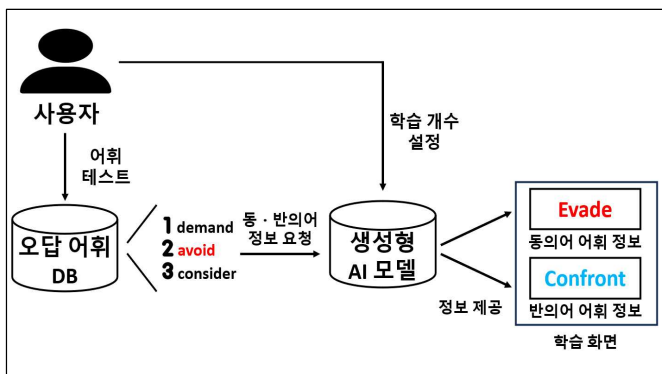 사용자
어휘
테스트
학습 개수
설정
오답 어휘
DB
1 demand
2 avoid
3 consider
동 · 반의어
정보 요청
생성형
AI 모델
정보 제공
Evade
동의어 어휘 정보
Confront
반의어 어휘 정보
학습 화면